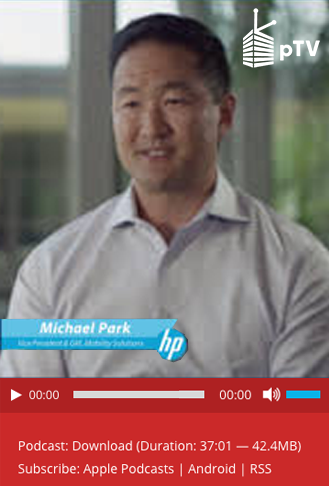 pTV
Michael Park
Vice President & GM, Mobility Solutions
hp
00:00 00:00
Podcast: Download (Duration: 37:01 — 42.4MB)
Subscribe: Apple Podcasts | Android | RSS